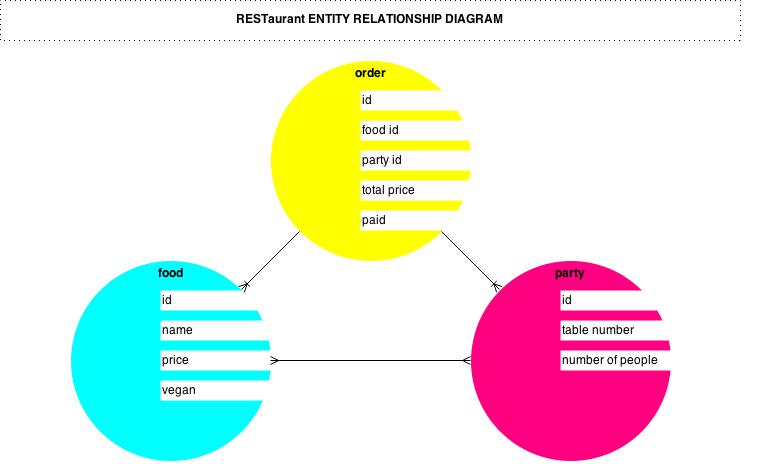 RESTaurant ENTITY RELATIONSHIP DIAGRAM
order
id
food id
party id
total price
paid
food
id
name
price
vegan
party
id
table number
number of people